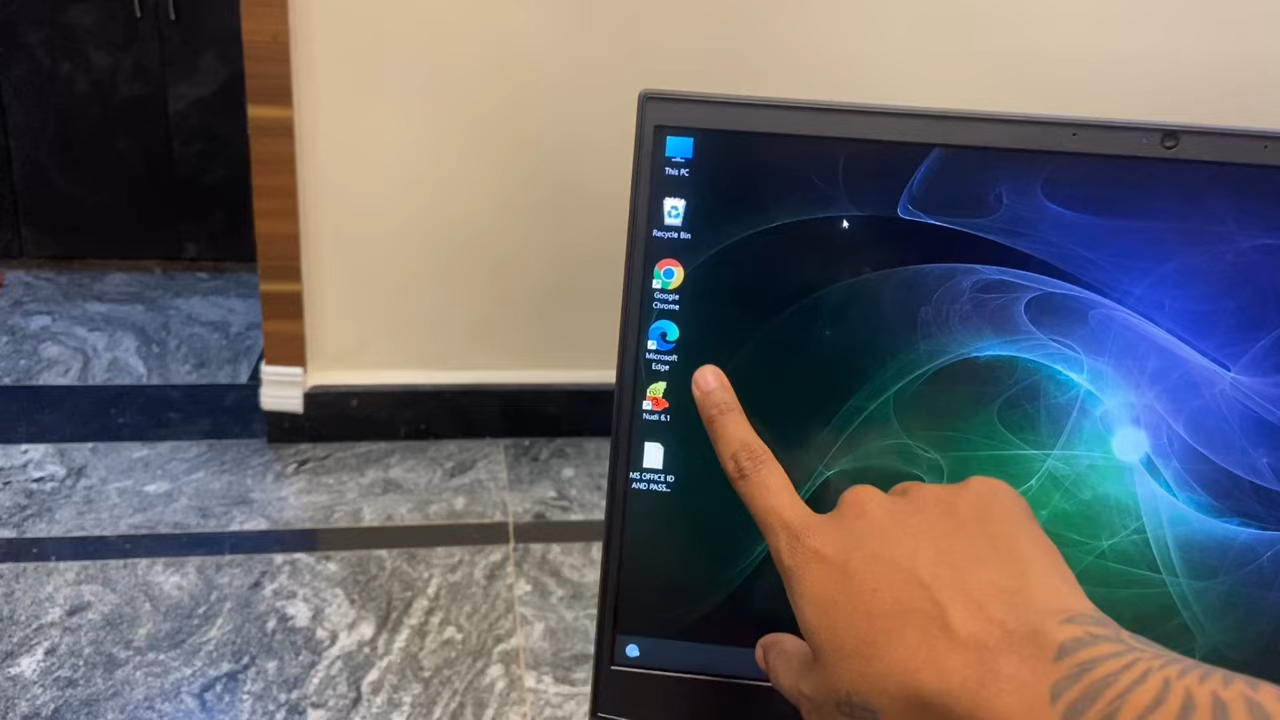 This PC
Recycle Bin
Google
Chrome
Microsoft
Edge
Nudi 6.1
MS OFFICE ID
AND PASS...